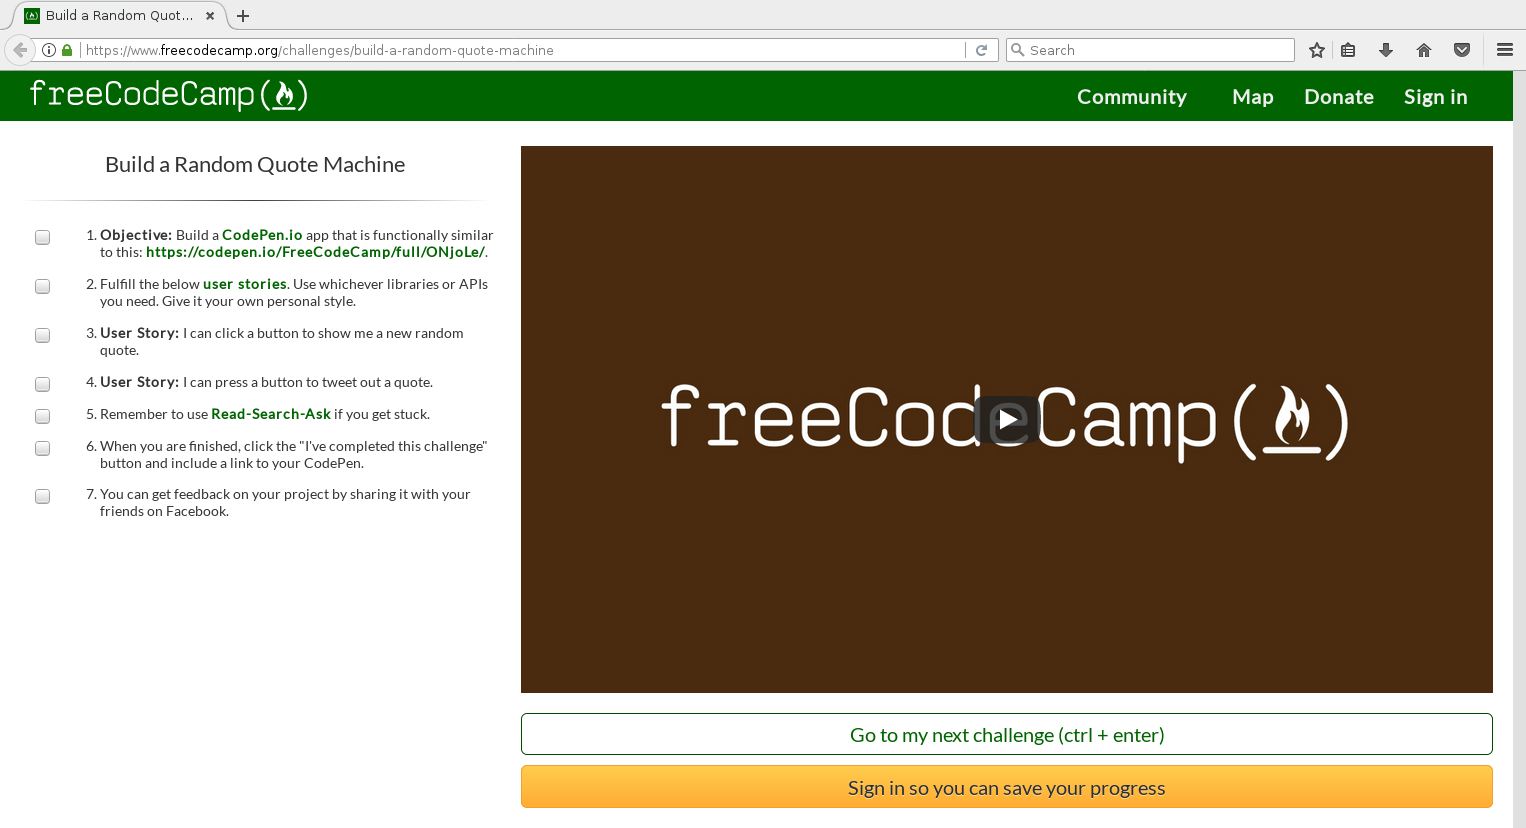 Build a Random Quot...
https://www.freecodecamp.org/challenges/build-a-random-quote-machine
Search
freeCodeCamp
Community Map Donate Sign in
Build a Random Quote Machine
1. Objective: Build a CodePen.io app that is functionally similar
to this: https://codepen.io/FreeCodeCamp/full/ONjoLe/.
2. Fulfill the below user stories. Use whichever libraries or APIs
you need. Give it your own personal style.
3. User Story: I can click a button to show me a new random
quote.
4. User Story: I can press a button to tweet out a quote.
5. Remember to use Read-Search-Ask if you get stuck.
6. When you are finished, click the "I've completed this challenge"
button and include a link to your CodePen.
7. You can get feedback on your project by sharing it with your
friends on Facebook.
freeCodeCamp
Go to my next challenge (ctrl + enter)
Sign in so you can save your progress